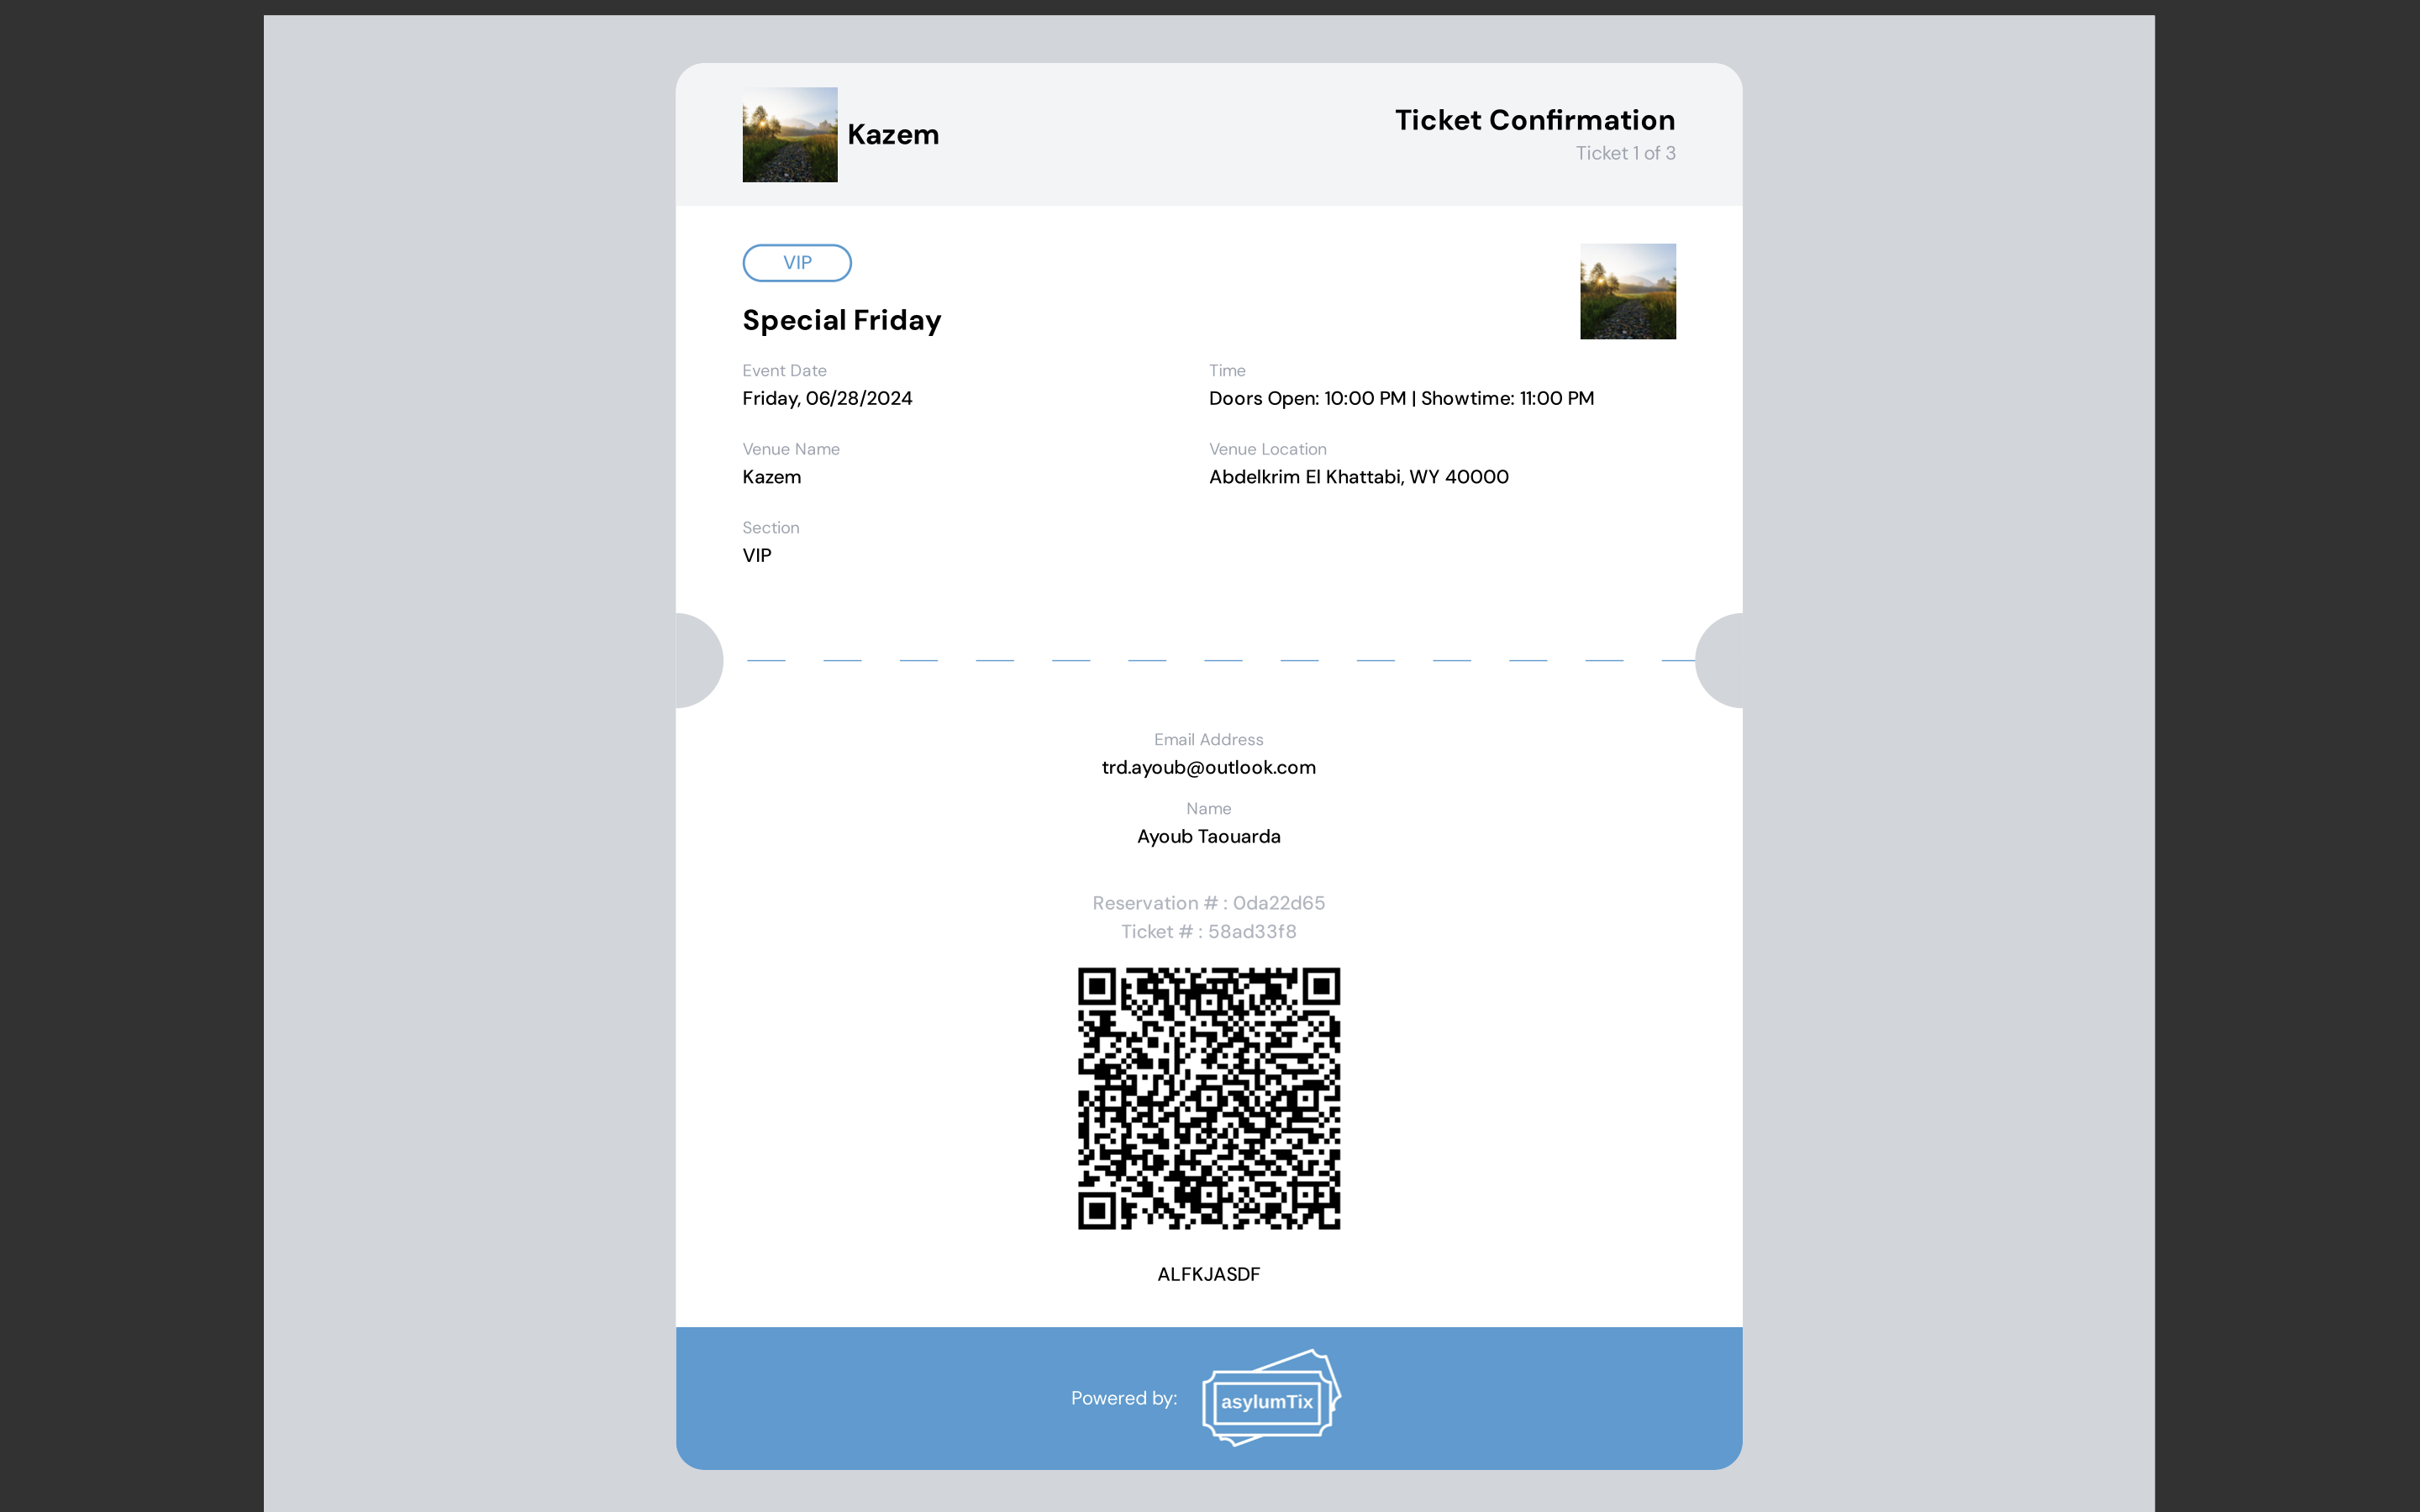 Kazem
Ticket Confirmation
Ticket 1 of 3
VIP
Special Friday
Event Date
Friday, 06/28/2024
Time
Doors Open: 10:00 PM | Showtime: 11:00 PM
Venue Name
Kazem
Venue Location
Abdelkrim El Khattabi, WY 40000
Section
VIP
Email Address
trd.ayoub@outlook.com
Name
Ayoub Taouarda
Reservation # : 0da22d65
Ticket # : 58ad33f8
ALFKJASDF
Powered by:
asylumTix